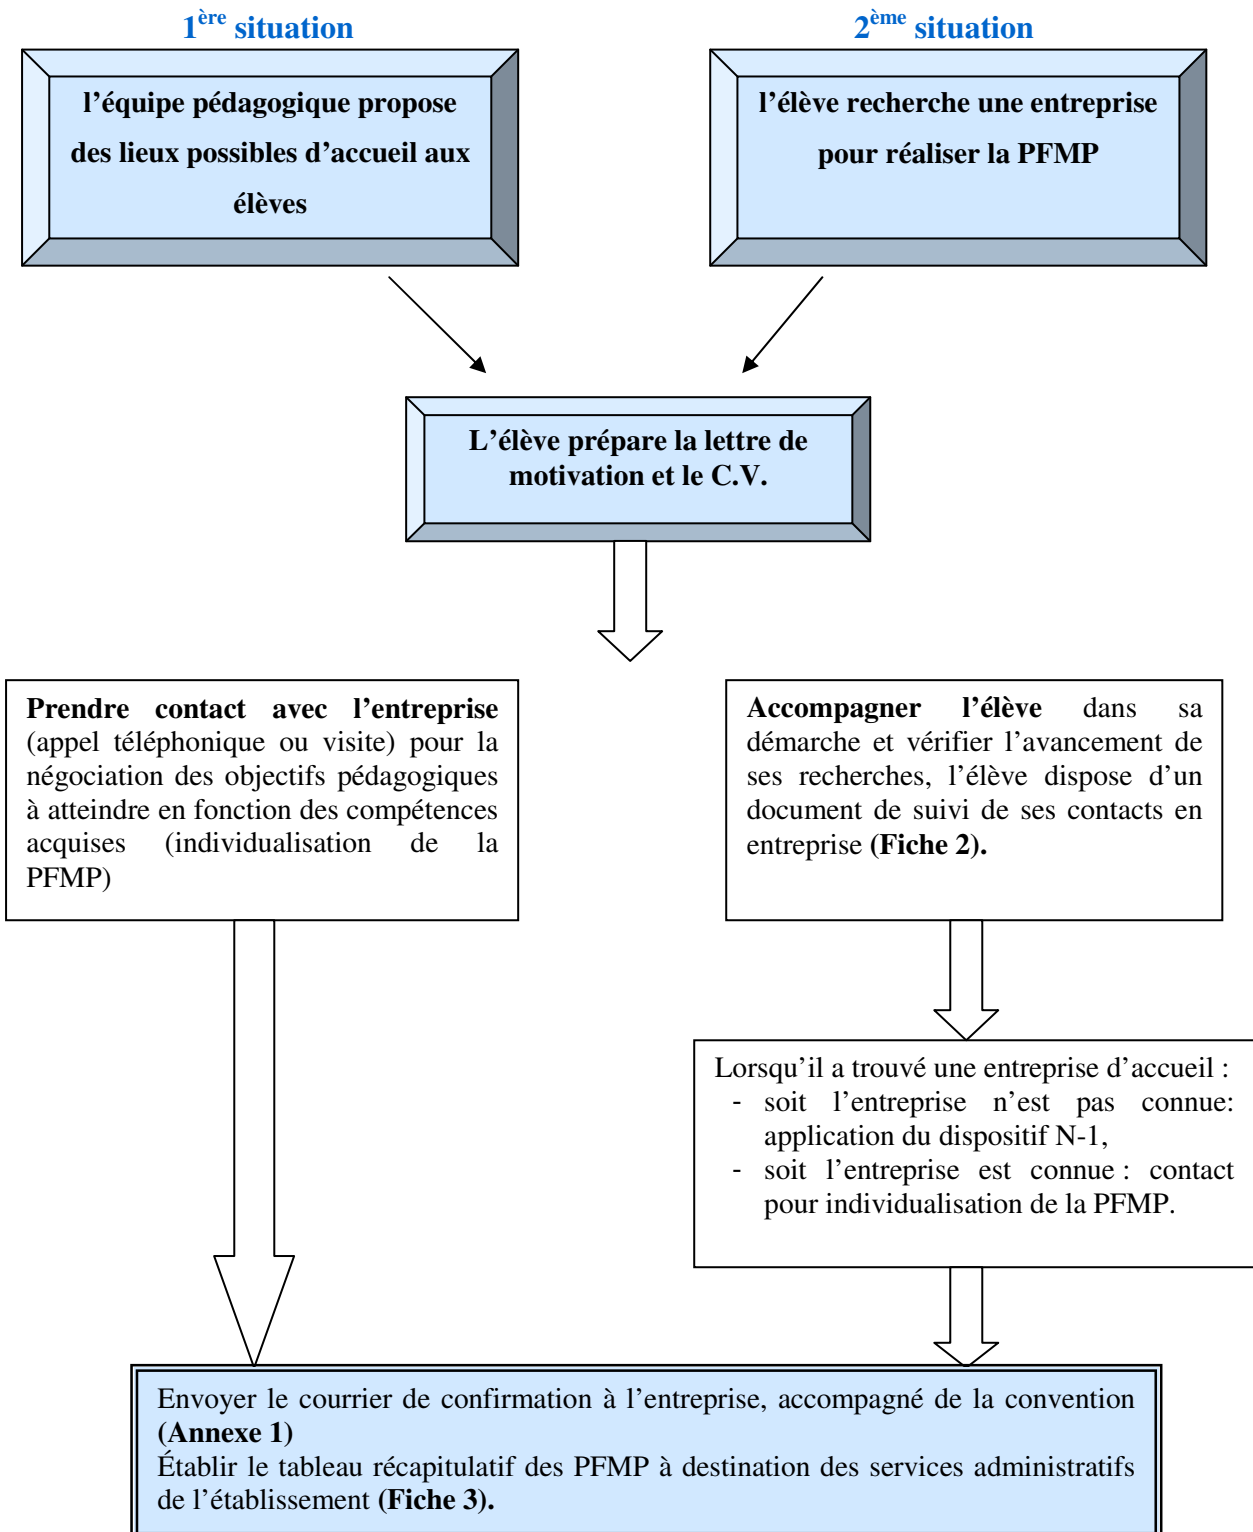 1ère situation
l’équipe pédagogique propose
des lieux possibles d’accueil aux
élèves
2ème situation
l’élève recherche une entreprise
pour réaliser la PFMP
L’élève prépare la lettre de
motivation et le C.V.
Prendre contact avec l’entreprise
(appel téléphonique ou visite) pour la
négociation des objectifs pédagogiques
à atteindre en fonction des compétences
acquises (individualisation de la
PFMP)
Accompagner l’élève dans sa
démarche et vérifier l’avancement de
ses recherches, l’élève dispose d’un
document de suivi de ses contacts en
entreprise (Fiche 2).
Lorsqu’il a trouvé une entreprise d’accueil :
- soit l’entreprise n’est pas connue:
application du dispositif N-1,
- soit l’entreprise est connue : contact
pour individualisation de la PFMP.
Envoyer le courrier de confirmation à l’entreprise, accompagné de la convention
(Annexe 1)
Établir le tableau récapitulatif des PFMP à destination des services administratifs
de l’établissement (Fiche 3).